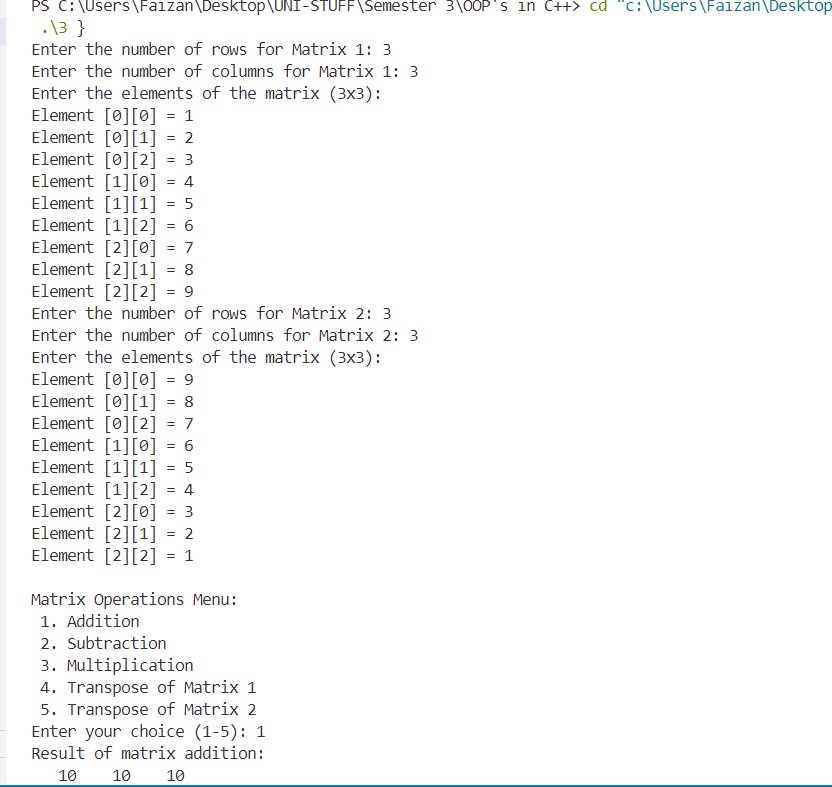 PS C:\Users\Faizan\Desktop\UNI-STUFF\Semester 3\OOP's in C++> cd "c:\Users\Faizan\Desktop
.\3 }
Enter the number of rows for Matrix 1: 3
Enter the number of columns for Matrix 1: 3
Enter the elements of the matrix (3x3):
Element [0][0] = 1
Element [0][1] = 2
Element [0][2] = 3
Element [1][0] = 4
Element [1][1] = 5
Element [1][2] = 6
Element [2][0] = 7
Element [2][1] = 8
Element [2][2] = 9
Enter the number of rows for Matrix 2: 3
Enter the number of columns for Matrix 2: 3
Enter the elements of the matrix (3x3):
Element [0][0] = 9
Element [0][1] = 8
Element [0][2] = 7
Element [1][0] = 6
Element [1][1] = 5
Element [1][2] = 4
Element [2][0] = 3
Element [2][1] = 2
Element [2][2] = 1
Matrix Operations Menu:
1. Addition
2. Subtraction
3. Multiplication
4. Transpose of Matrix 1
5. Transpose of Matrix 2
Enter your choice (1-5): 1
Result of matrix addition:
10 10 10